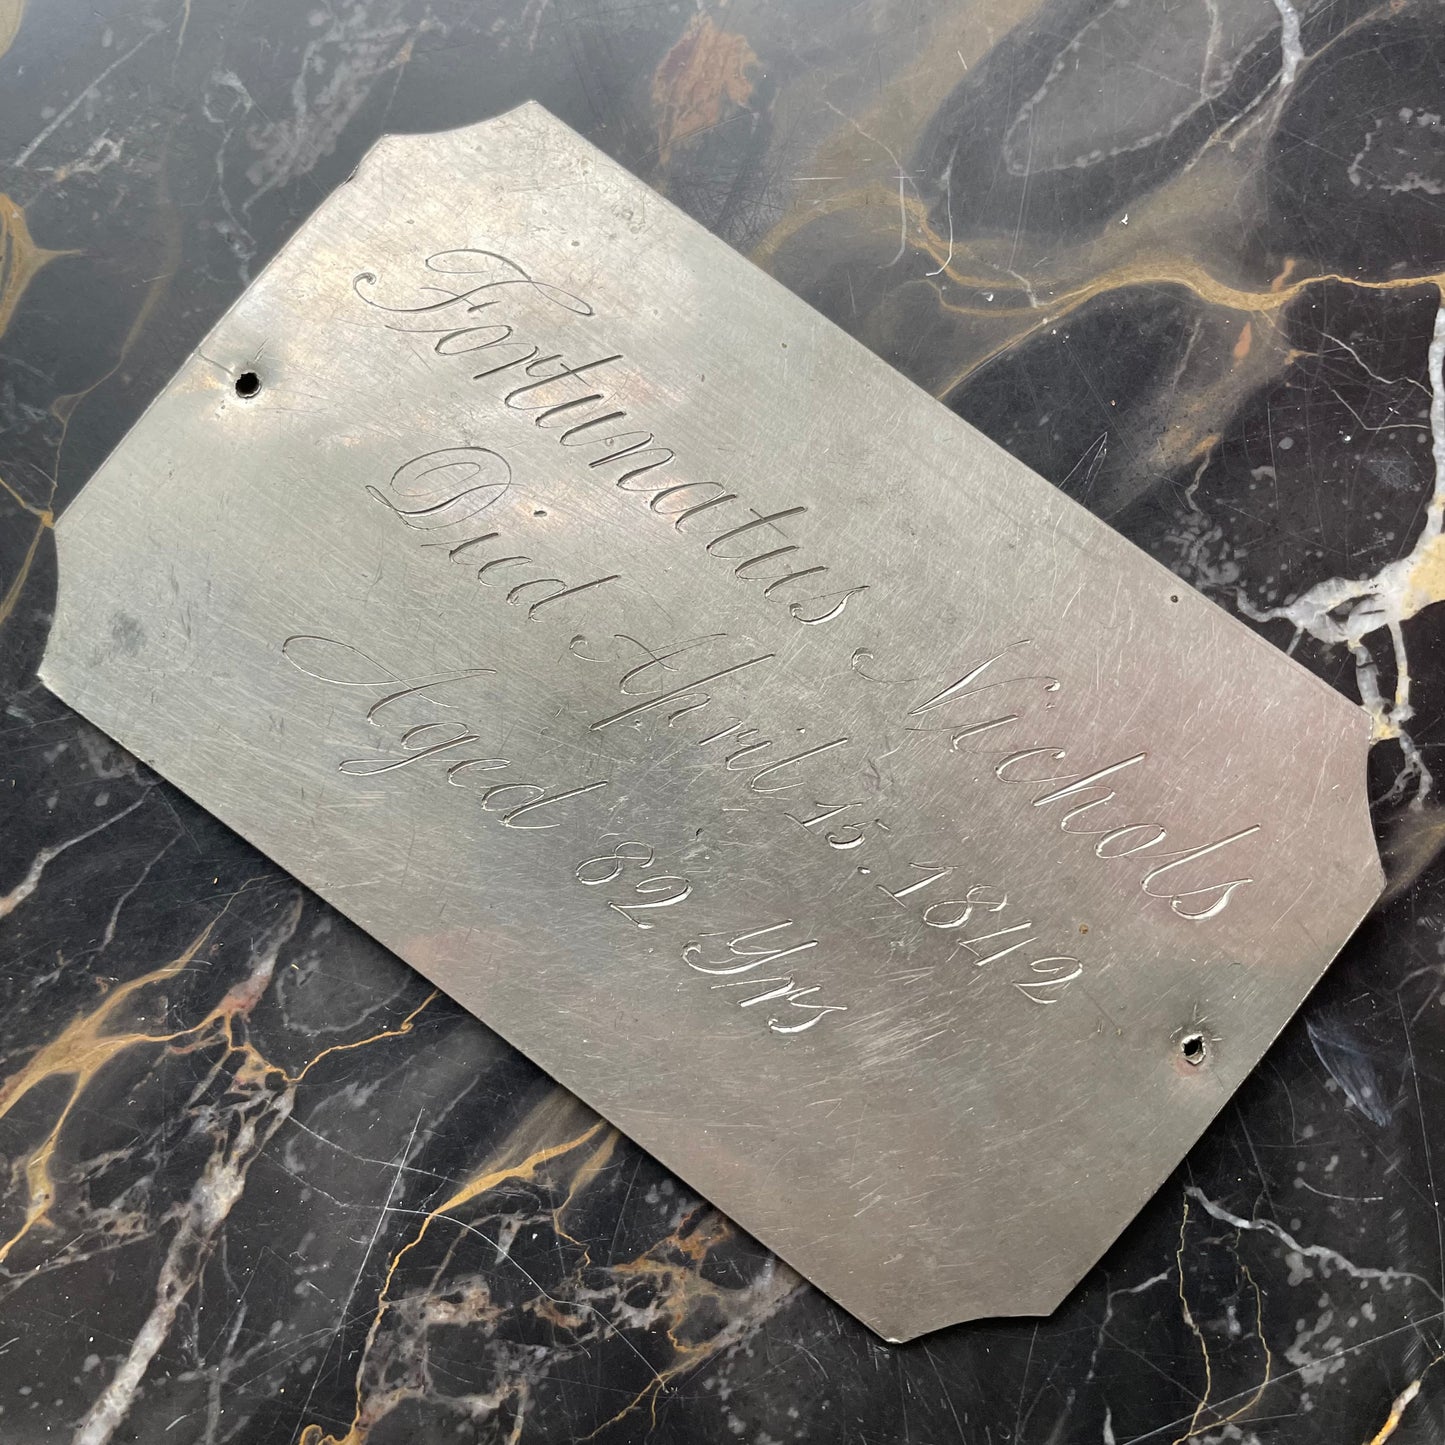 Fortunatus Nichols
Died April 15. 1842
Aged 82 Yrs